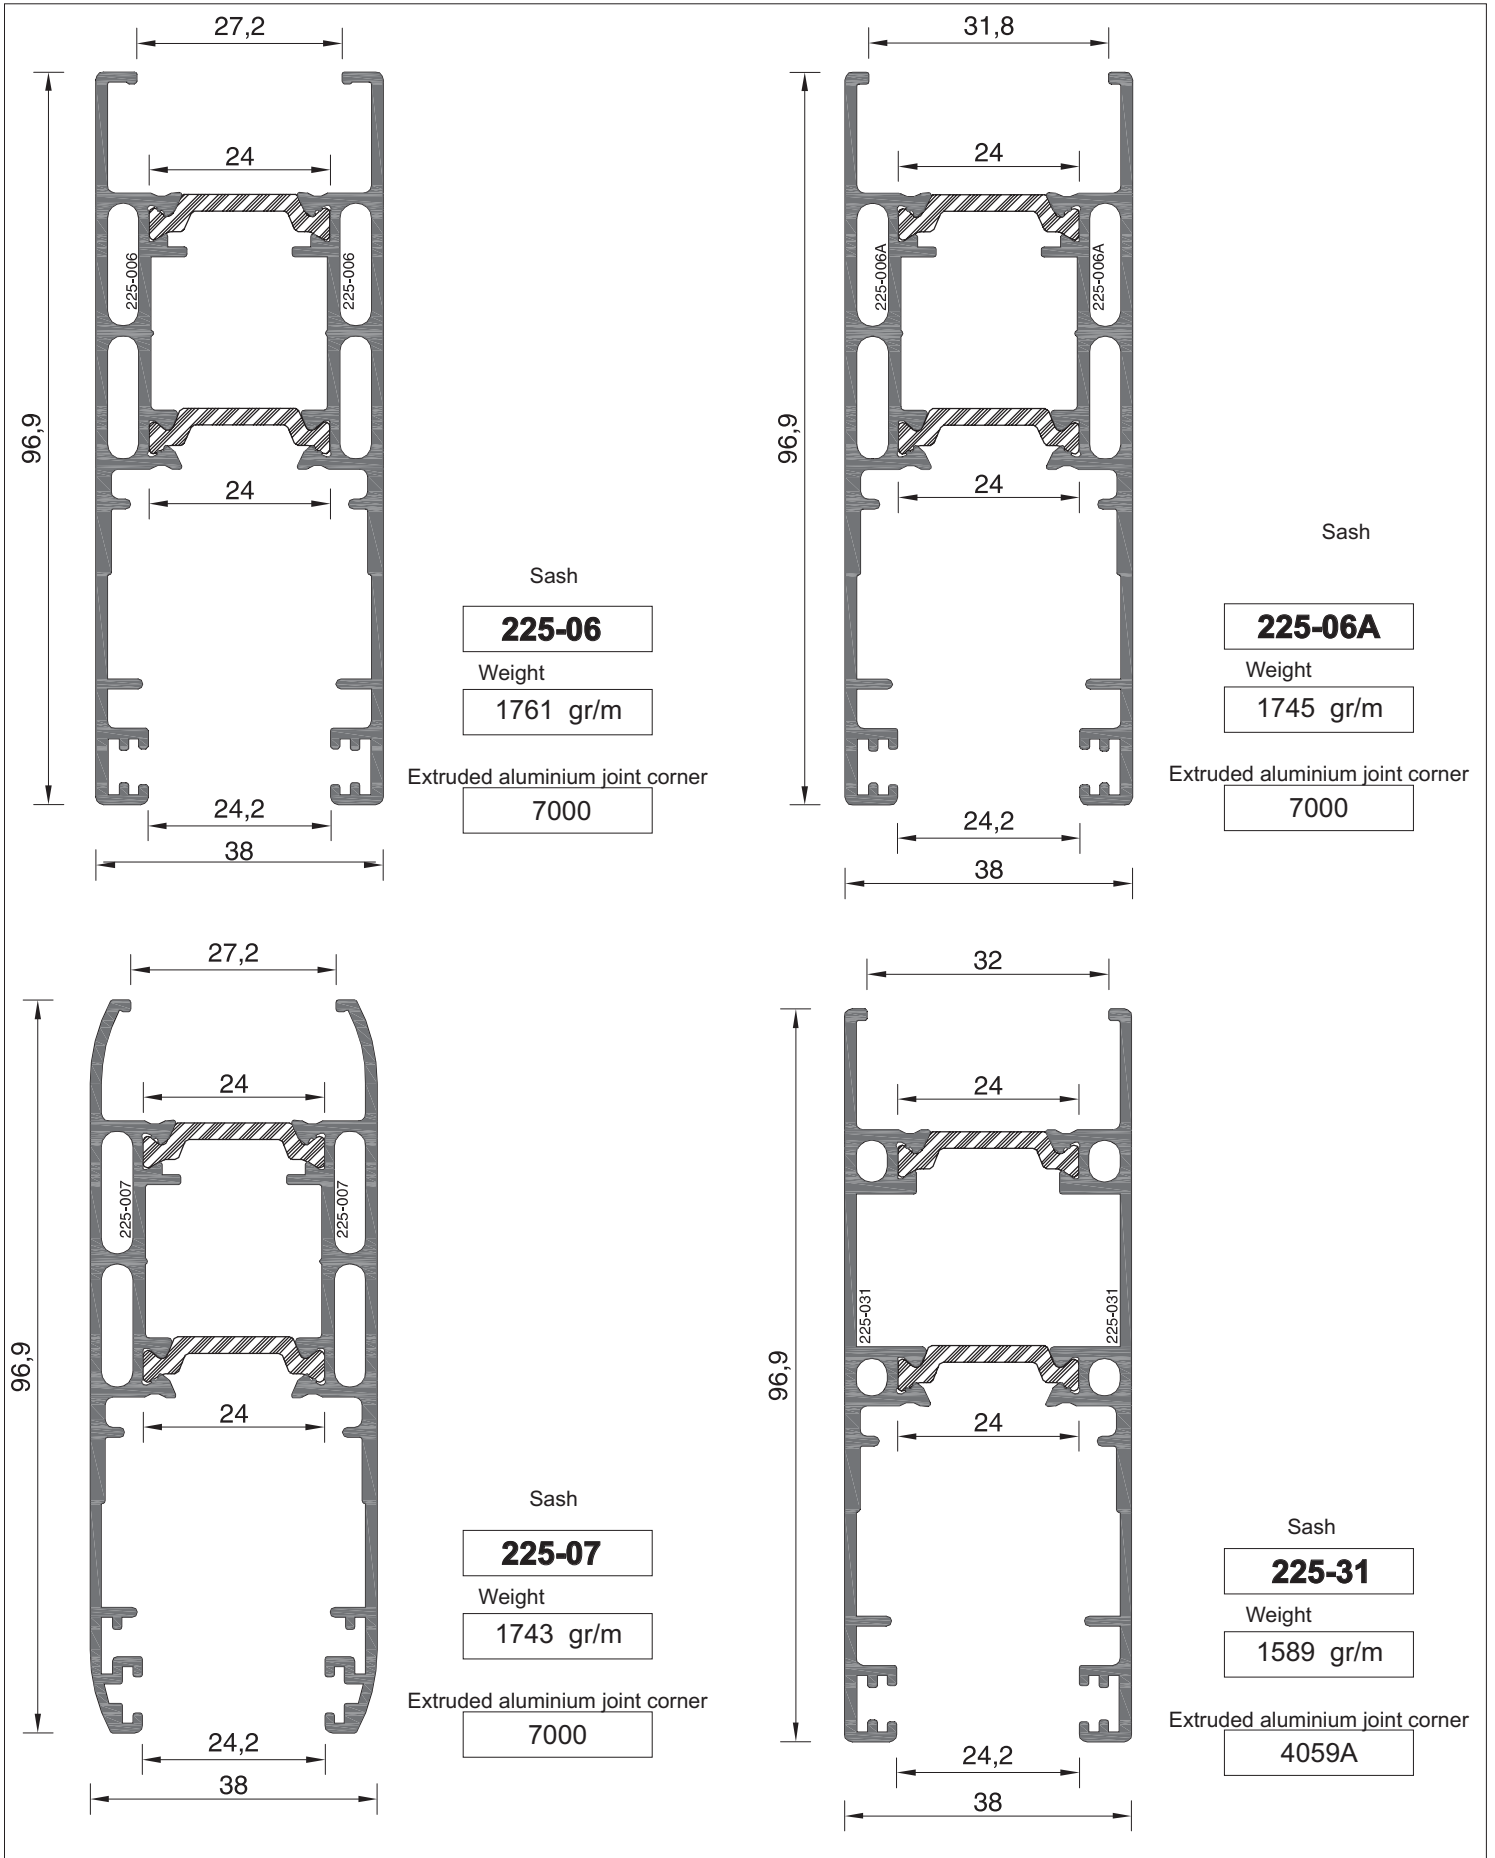 27,2
24
96,9
225-006
225-006
24
Sash
225-06
Weight
1761 gr/m
Extruded aluminium joint corner
7000
24,2
38
31,8
24
96,9
225-006A
225-006A
24
Sash
225-06A
Weight
1745 gr/m
Extruded aluminium joint corner
7000
24,2
38
27,2
24
96,9
225-007
225-007
24
Sash
225-07
Weight
1743 gr/m
Extruded aluminium joint corner
7000
24,2
38
32
24
96,9
225-031
225-031
24
Sash
225-31
Weight
1589 gr/m
Extruded aluminium joint corner
4059A
24,2
38